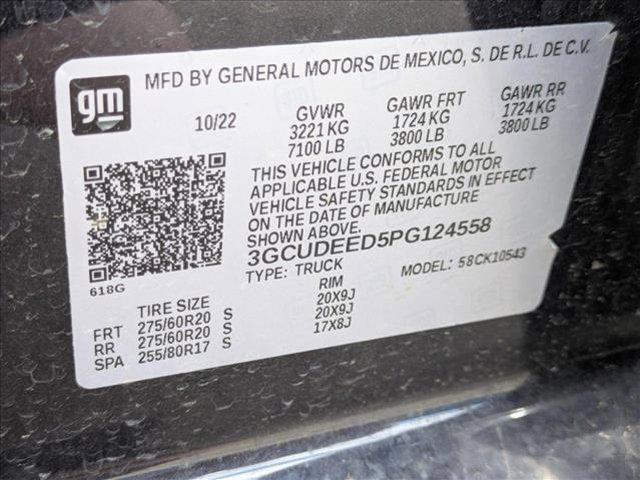 gm
MFD BY GENERAL MOTORS DE MEXICO, S. DE R.L. DE C.V.
10/22 GVWR GAWR FRT GAWR RR
3221 KG 1724 KG 1724 KG
7100 LB 3800 LB 3800 LB
THIS VEHICLE CONFORMS TO ALL
APPLICABLE U.S. FEDERAL MOTOR
VEHICLE SAFETY STANDARDS IN EFFECT
ON THE DATE OF MANUFACTURE
SHOWN ABOVE.
3GCUDEED5PG124558
618G
TYPE: TRUCK MODEL: 58CK10543
TIRE SIZE RIM
FRT 275/60R20 S 20X9J
RR 275/60R20 S 20X9J
SPA 255/80R17 S 17X8J